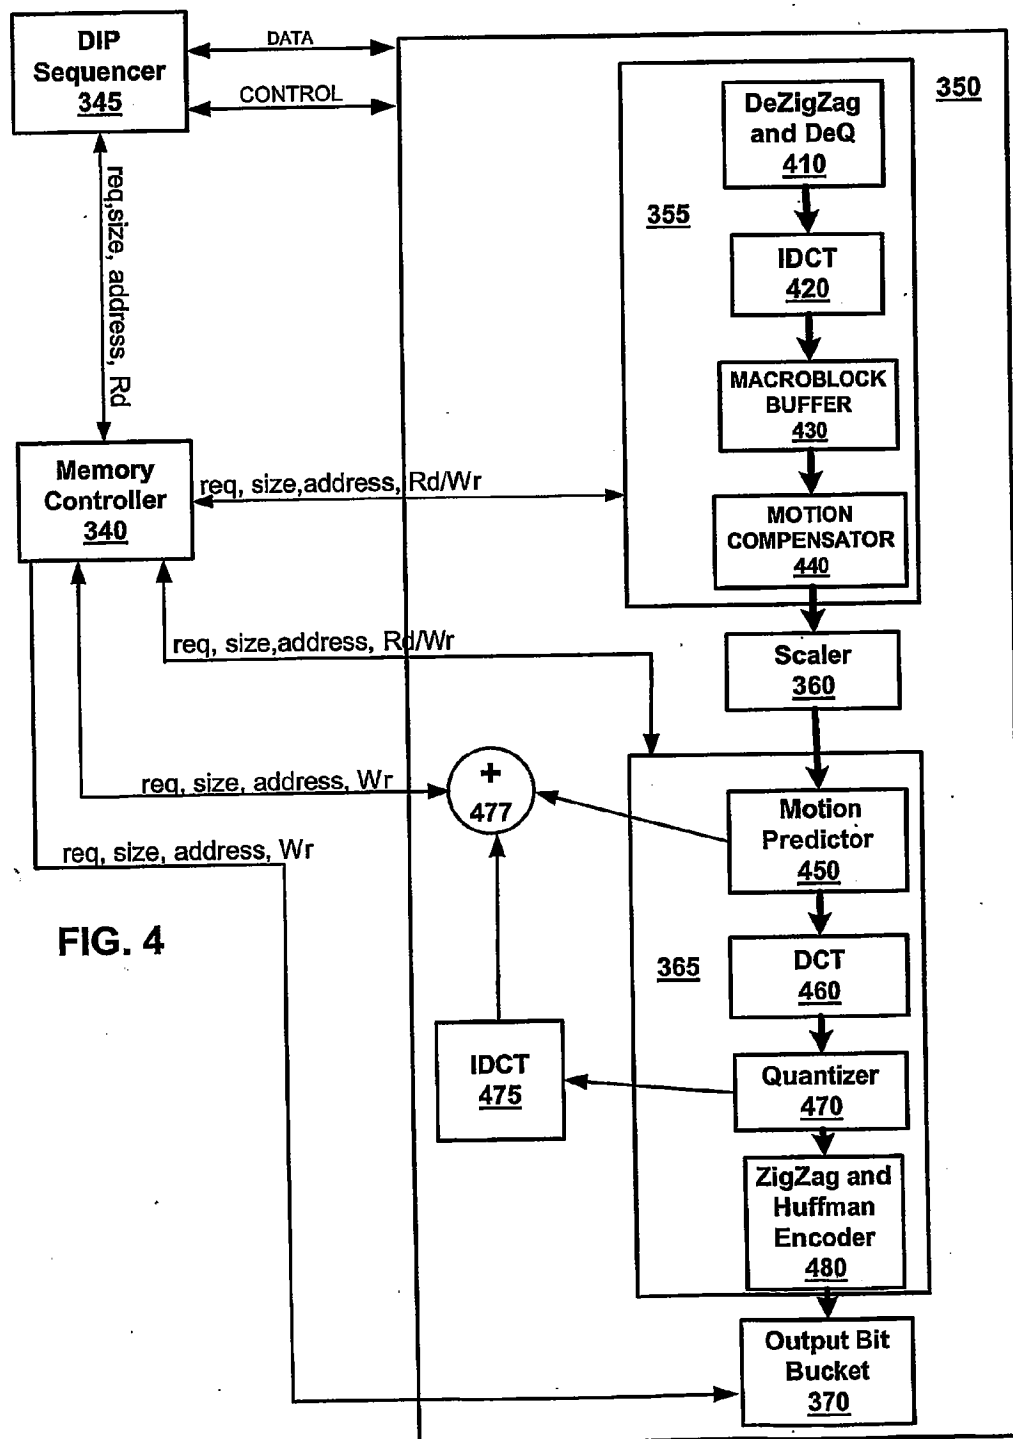 DIP
Sequencer
345
DATA
CONTROL
350
DeZigZag
and DeQ
410
355
IDCT
420
req,size, address, Rd
MACROBLOCK
BUFFER
430
Memory
Controller
340
req, size,address, Rd/Wr
MOTION
COMPENSATOR
440
req, size,address, Rd/Wr
Scaler
360
req, size, address, Wr
+
477
Motion
Predictor
450
req, size, address, Wr
FIG. 4
365
DCT
460
IDCT
475
Quantizer
470
ZigZag and
Huffman
Encoder
480
Output Bit
Bucket
370